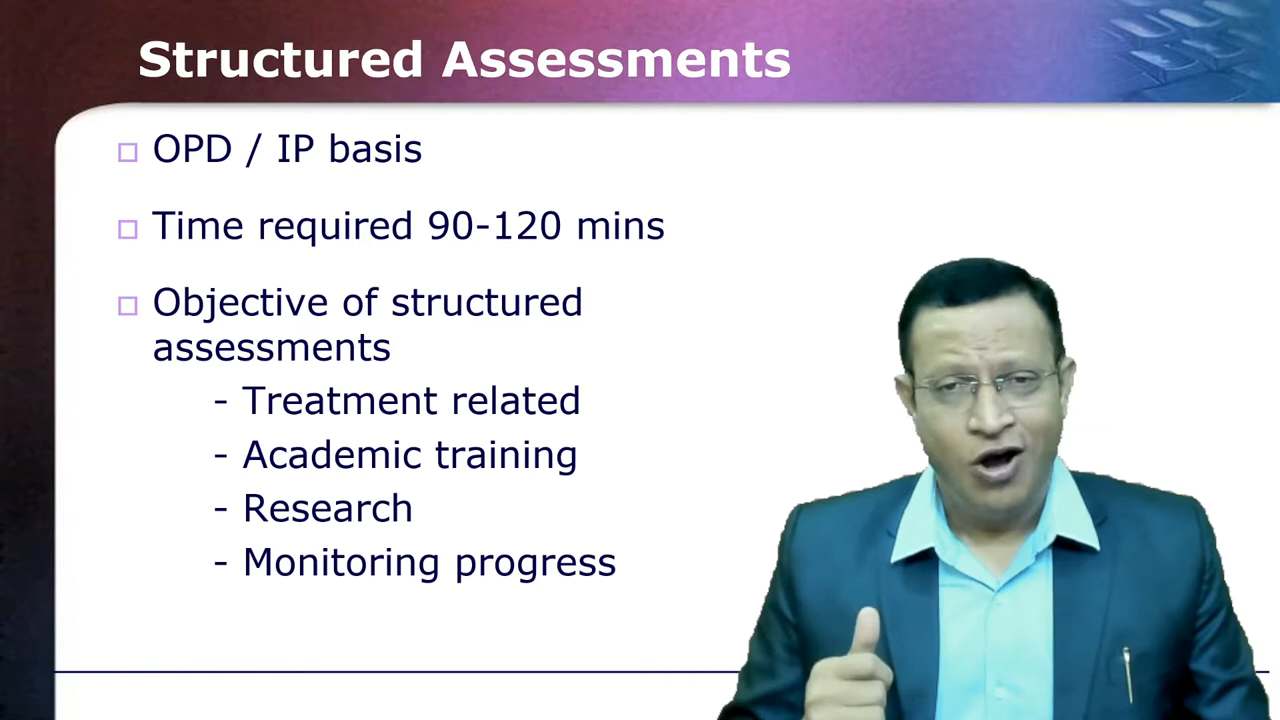 Structured Assessments
OPD / IP basis
Time required 90-120 mins
Objective of structured
assessments
- Treatment related
- Academic training
- Research
- Monitoring progress